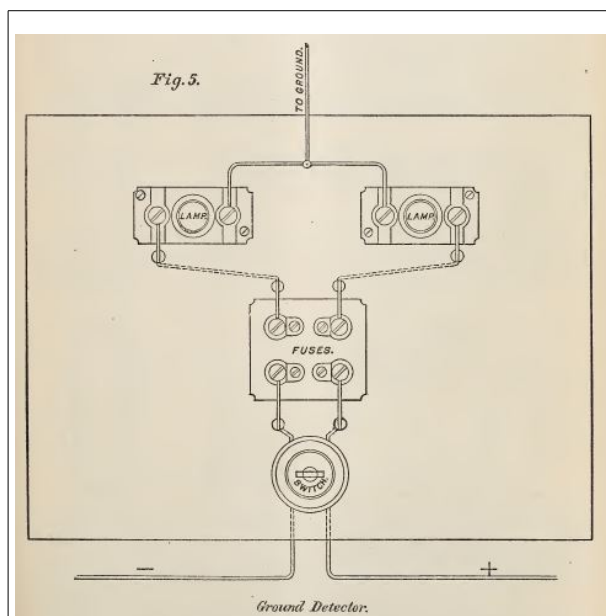 Fig. 5.
TO GROUND.
LAMP.
LAMP.
FUSES.
SWITCH.
−
+
Ground Detector.